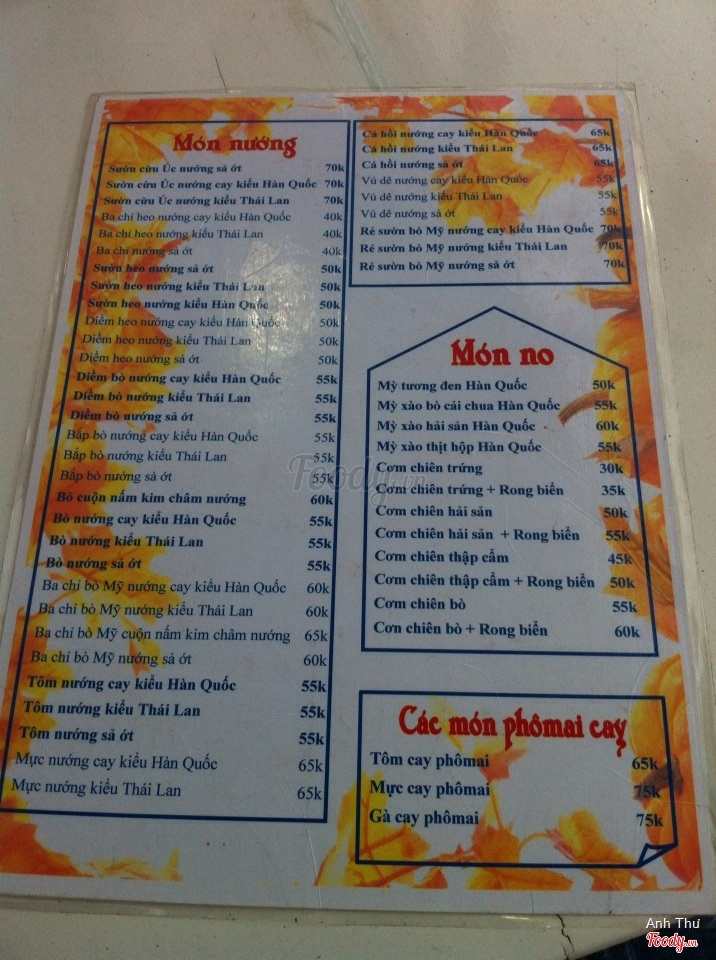 Món nướng
Sườn cừu Úc nướng sả ớt 70k
Sườn cừu Úc nướng cay kiểu Hàn Quốc 70k
Sườn cừu Úc nướng kiểu Thái Lan 70k
Ba chỉ heo nướng cay kiểu Hàn Quốc 40k
Ba chỉ heo nướng kiểu Thái Lan 40k
Ba chỉ nướng sả ớt 40k
Sườn heo nướng sả ớt 50k
Sườn heo nướng kiểu Thái Lan 50k
Sườn heo nướng kiểu Hàn Quốc 50k
Diềm heo nướng cay kiểu Hàn Quốc 50k
Diềm heo nướng kiểu Thái Lan 50k
Diềm heo nướng sả ớt 50k
Diềm bò nướng cay kiểu Hàn Quốc 55k
Diềm bò nướng kiểu Thái Lan 55k
Diềm bò nướng sả ớt 55k
Bắp bò nướng cay kiểu Hàn Quốc 55k
Bắp bò nướng kiểu Thái Lan 55k
Bắp bò nướng sả ớt 55k
Bò cuộn nấm kim châm nướng 60k
Bò nướng cay kiểu Hàn Quốc 55k
Bò nướng kiểu Thái Lan 55k
Bò nướng sả ớt 55k
Ba chỉ bò Mỹ nướng cay kiểu Hàn Quốc 60k
Ba chỉ bò Mỹ nướng kiểu Thái Lan 60k
Ba chỉ bò Mỹ cuộn nấm kim châm nướng 65k
Ba chỉ bò Mỹ nướng sả ớt 60k
Tôm nướng cay kiểu Hàn Quốc 55k
Tôm nướng kiểu Thái Lan 55k
Tôm nướng sả ớt 55k
Mực nướng cay kiểu Hàn Quốc 65k
Mực nướng kiểu Thái Lan 65k
Cá hồi nướng cay kiểu Hàn Quốc 65k
Cá hồi nướng kiểu Thái Lan 65k
Cá hồi nướng sả ớt 65k
Vú dê nướng cay kiểu Hàn Quốc 55k
Vú dê nướng kiểu Thái Lan 55k
Vú dê nướng sả ớt 55k
Rẻ sườn bò Mỹ nướng cay kiểu Hàn Quốc 70k
Rẻ sườn bò Mỹ nướng kiểu Thái Lan 70k
Rẻ sườn bò Mỹ nướng sả ớt 70k
Món no
Mỳ tương đen Hàn Quốc 50k
Mỳ xào bò cải chua Hàn Quốc 55k
Mỳ xào hải sản Hàn Quốc 60k
Mỳ xào thịt hộp Hàn Quốc 55k
Cơm chiên trứng 30k
Cơm chiên trứng + Rong biển 35k
Cơm chiên hải sản 50k
Cơm chiên hải sản + Rong biển 55k
Cơm chiên thập cẩm 45k
Cơm chiên thập cẩm + Rong biển 50k
Cơm chiên bò 55k
Cơn chiên bò + Rong biển 60k
Các món phômai cay
Tôm cay phômai 65k
Mực cay phômai 75k
Gà cay phômai 75k
Foody.vn
Anh Thư
Foody.vn